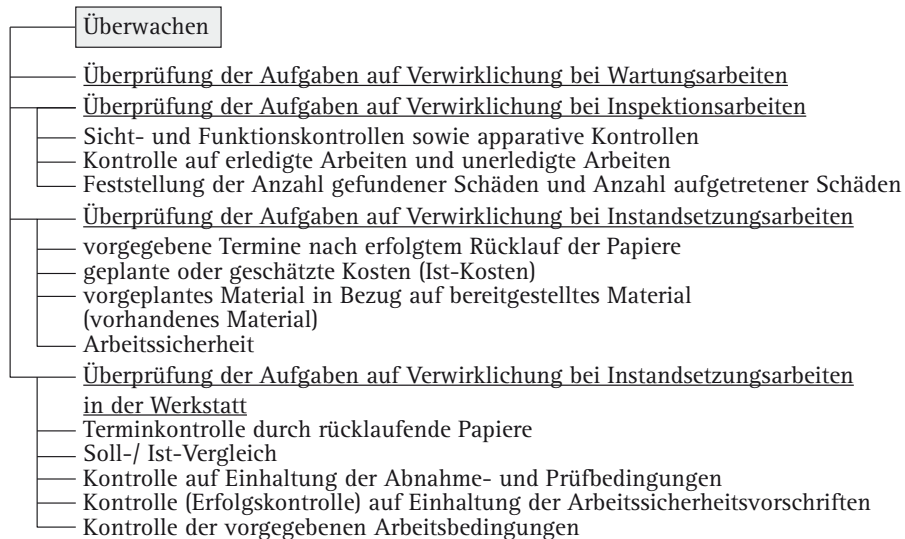 Überwachen
Überprüfung der Aufgaben auf Verwirklichung bei Wartungsarbeiten
Überprüfung der Aufgaben auf Verwirklichung bei Inspektionsarbeiten
Sicht- und Funktionskontrollen sowie apparative Kontrollen
Kontrolle auf erledigte Arbeiten und unerledigte Arbeiten
Feststellung der Anzahl gefundener Schäden und Anzahl aufgetretener Schäden
Überprüfung der Aufgaben auf Verwirklichung bei Instandsetzungsarbeiten
vorgegebene Termine nach erfolgtem Rücklauf der Papiere
geplante oder geschätzte Kosten (Ist-Kosten)
vorgeplantes Material in Bezug auf bereitgestelltes Material
(vorhandenes Material)
Arbeitssicherheit
Überprüfung der Aufgaben auf Verwirklichung bei Instandsetzungsarbeiten
in der Werkstatt
Terminkontrolle durch rücklaufende Papiere
Soll-/ Ist-Vergleich
Kontrolle auf Einhaltung der Abnahme- und Prüfbedingungen
Kontrolle (Erfolgskontrolle) auf Einhaltung der Arbeitssicherheitsvorschriften
Kontrolle der vorgegebenen Arbeitsbedingungen